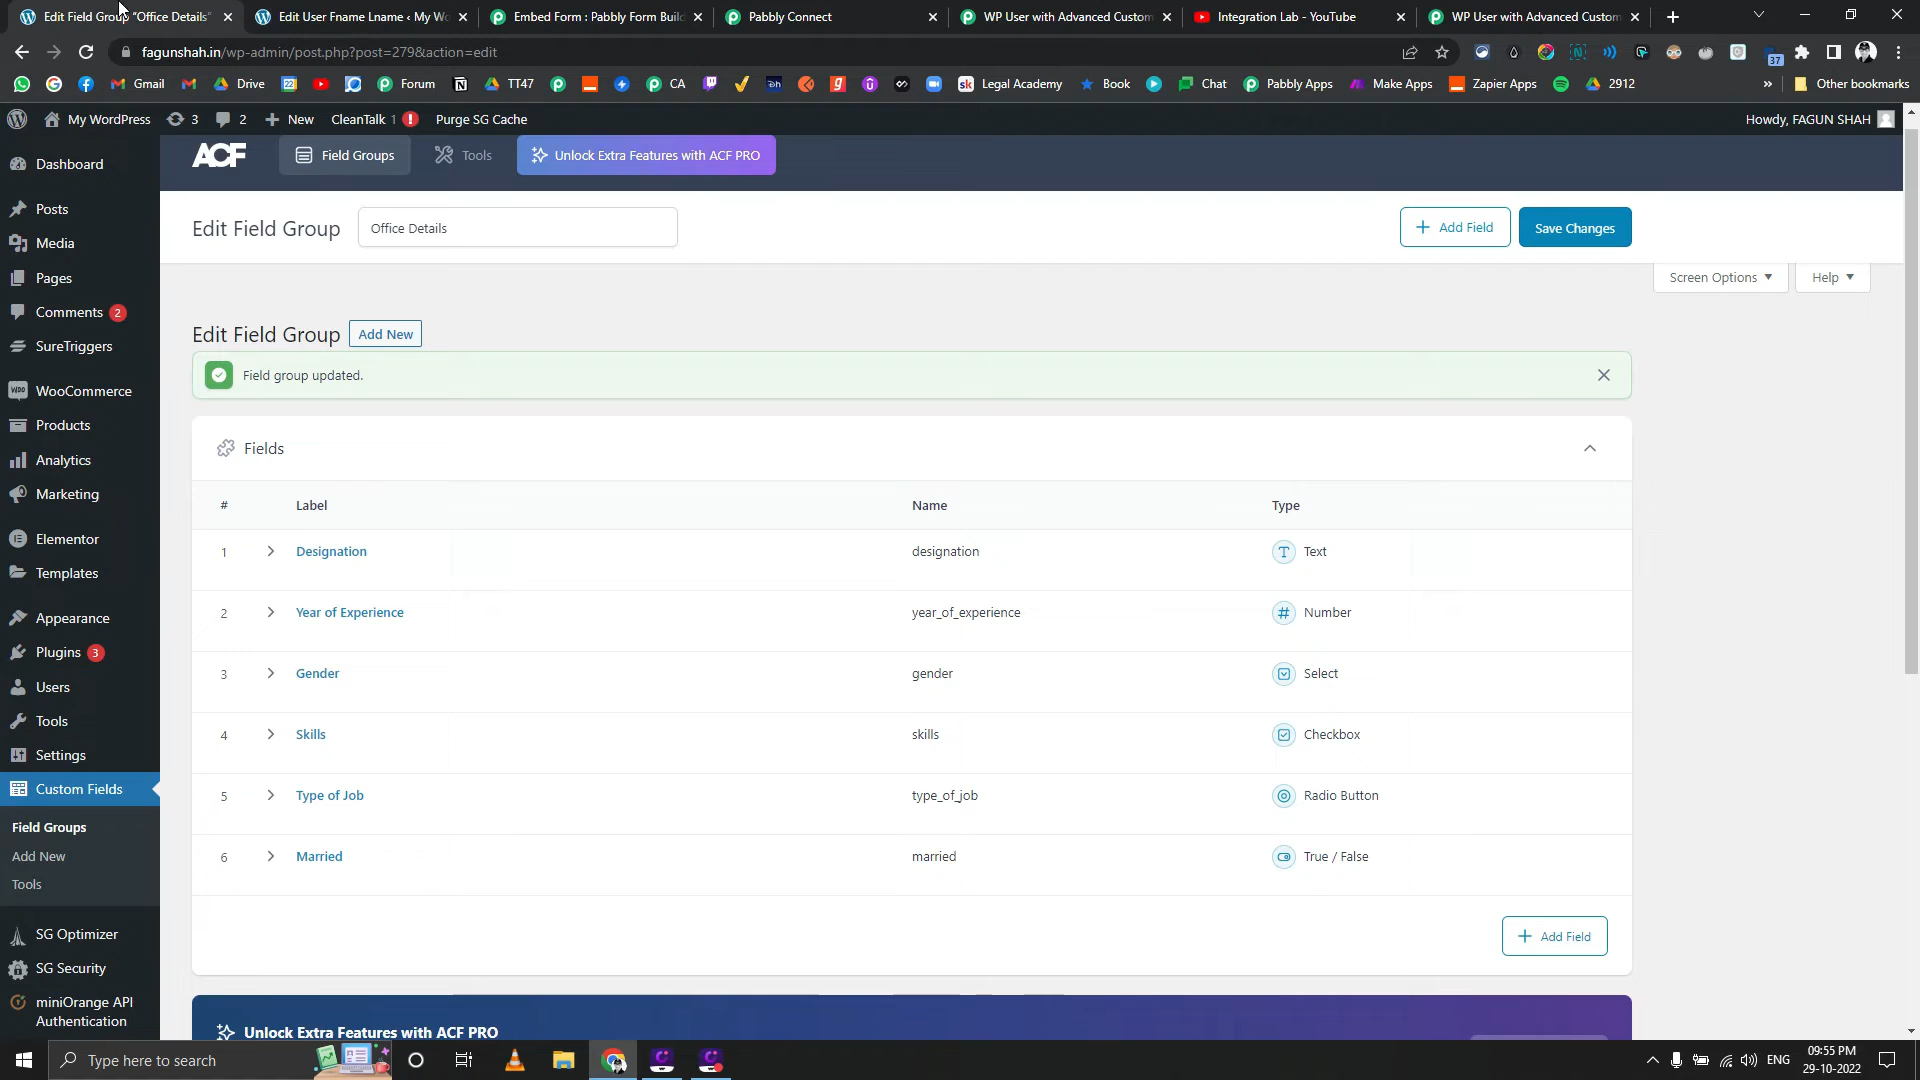 Edit Field Group "Office Details"
Edit User Fname Lname ‹ My Wo
Embed Form : Pabbly Form Build
Pabbly Connect
WP User with Advanced Custom
Integration Lab - YouTube
WP User with Advanced Custom
fagunshah.in/wp-admin/post.php?post=279&action=edit
37
Gmail
Drive
22
Forum
TT47
CA
sk Legal Academy
Book
Chat
Pabbly Apps
Make Apps
Zapier Apps
2912
Other bookmarks
My WordPress
3
2
New
CleanTalk 1 !
Purge SG Cache
Howdy, FAGUN SHAH
ACF
Field Groups
Tools
Unlock Extra Features with ACF PRO
Dashboard
Posts
Media
Pages
Comments 2
SureTriggers
WooCommerce
Products
Analytics
Marketing
Elementor
Templates
Appearance
Plugins 3
Users
Tools
Settings
Custom Fields
Field Groups
Add New
Tools
SG Optimizer
SG Security
miniOrange API
Authentication
Edit Field Group
Office Details
Add Field
Save Changes
Screen Options
Help
Edit Field Group
Add New
Field group updated.
Fields
# Label Name Type
1 Designation designation Text
2 Year of Experience year_of_experience Number
3 Gender gender Select
4 Skills skills Checkbox
5 Type of Job type_of_job Radio Button
6 Married married True / False
Add Field
Unlock Extra Features with ACF PRO
Type here to search
ENG
09:55 PM
29-10-2022